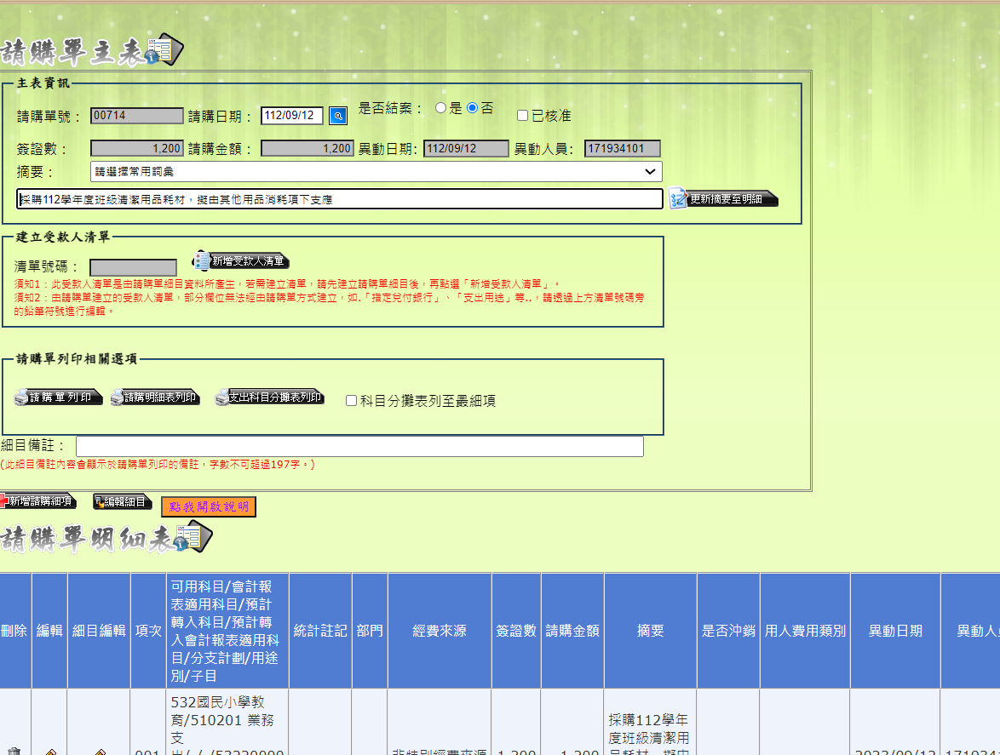 請購單主表
主表資訊
請購單號： 00714 請購日期： 112/09/12 是否結案： 是 否 已核准
簽證數： 1,200 請購金額： 1,200 異動日期: 112/09/12 異動人員: 171934101
摘要： 請選擇常用詞彙
採購112學年度班級清潔用品耗材，擬由其他用品消耗項下支應 更新摘要至明細
建立受款人清單
清單號碼： 新增受款人清單
須知1：此受款人清單是由請購單細目資料所產生，若需建立清單，請先建立請購單細目後，再點選「新增受款人清單」。
須知2：由請購單建立的受款人清單，部分欄位無法經由請購單方式建立，如.「指定兌付銀行」、「支出用途」等..，請透過上方清單號碼旁
的鉛筆符號進行編輯。
請購單列印相關選項
請購單列印 請購明細表列印 支出科目分攤表列印 科目分攤表列至最細項
細目備註：
(此細目備註內容會顯示於請購單列印的備註，字數不可超過197字。)
新增請購細項 編輯細目 點我開啟說明
請購單明細表
刪除 編輯 細目編輯 項次
可用科目/會計報
表適用科目/預計
轉入科目/預計轉
入會計報表適用科
目/分支計劃/用途
別/子目
統計註記 部門 經費來源 簽證數 請購金額 摘要 是否沖銷 用人費用類別 異動日期 異動人員
001
532國民小學教
育/510201 業務
支
出/-/-/53220000
非特別經費來源 1,200 1,200
採購112學年
度班級清潔用
品耗材，擬由
2023/09/12 1719341